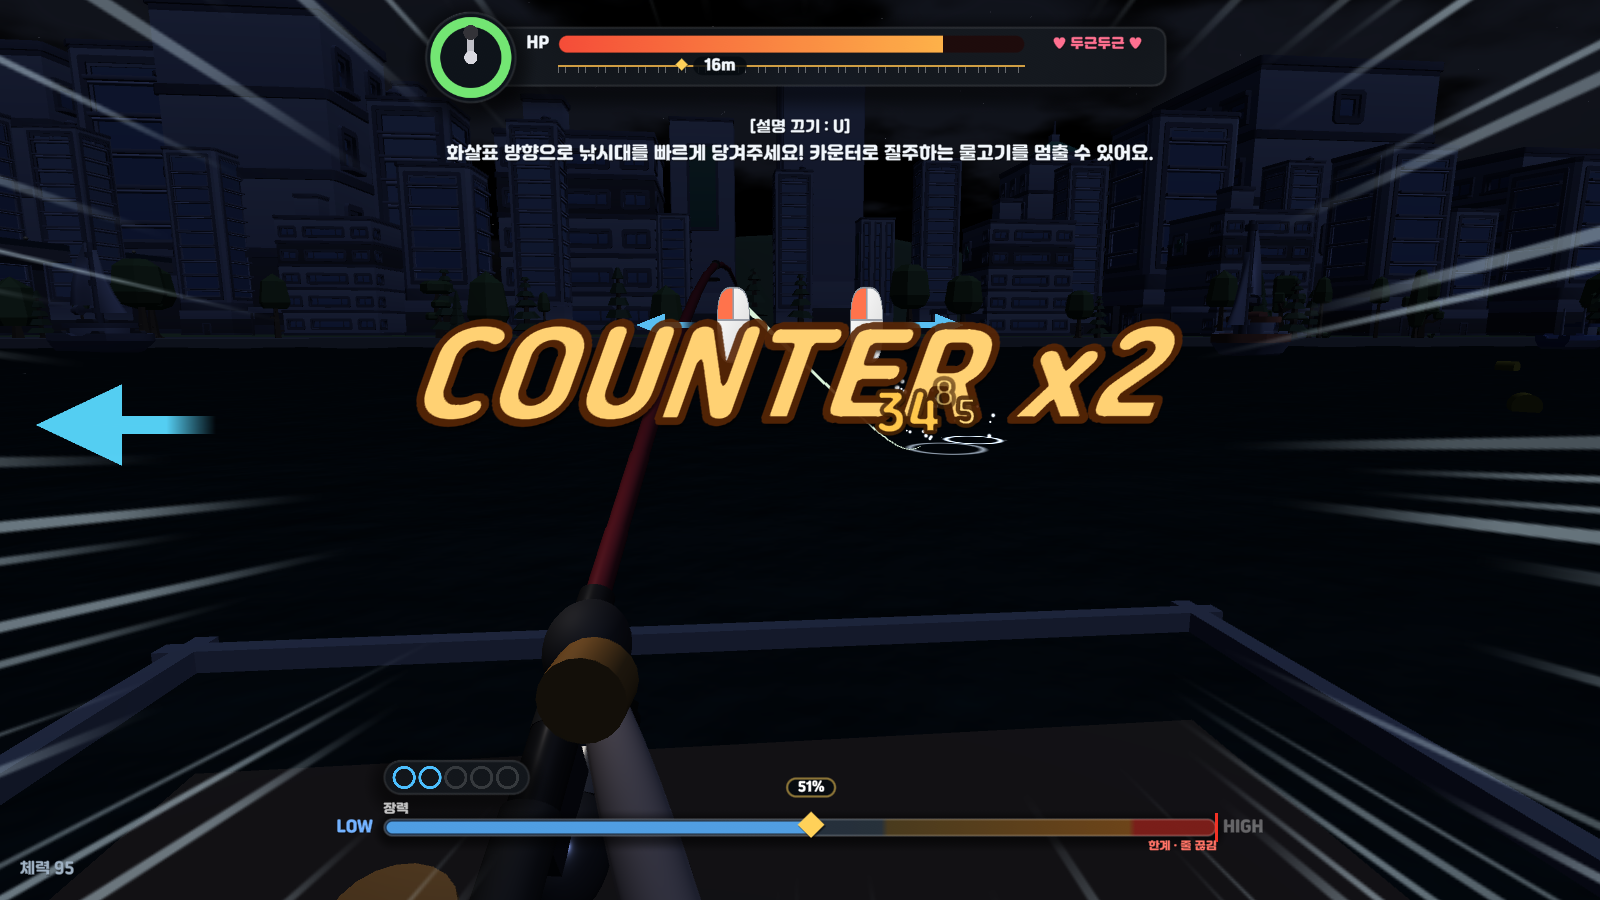 HP
♥ 두근두근 ♥
16m
[설명 끄기 : U]
화살표 방향으로 낚시대를 빠르게 당겨주세요! 카운터로 질주하는 물고기를 멈출 수 있어요.
COUNTER x2
34
8
5
51%
장력
LOW
HIGH
한계 · 줄 끊김
체력 95